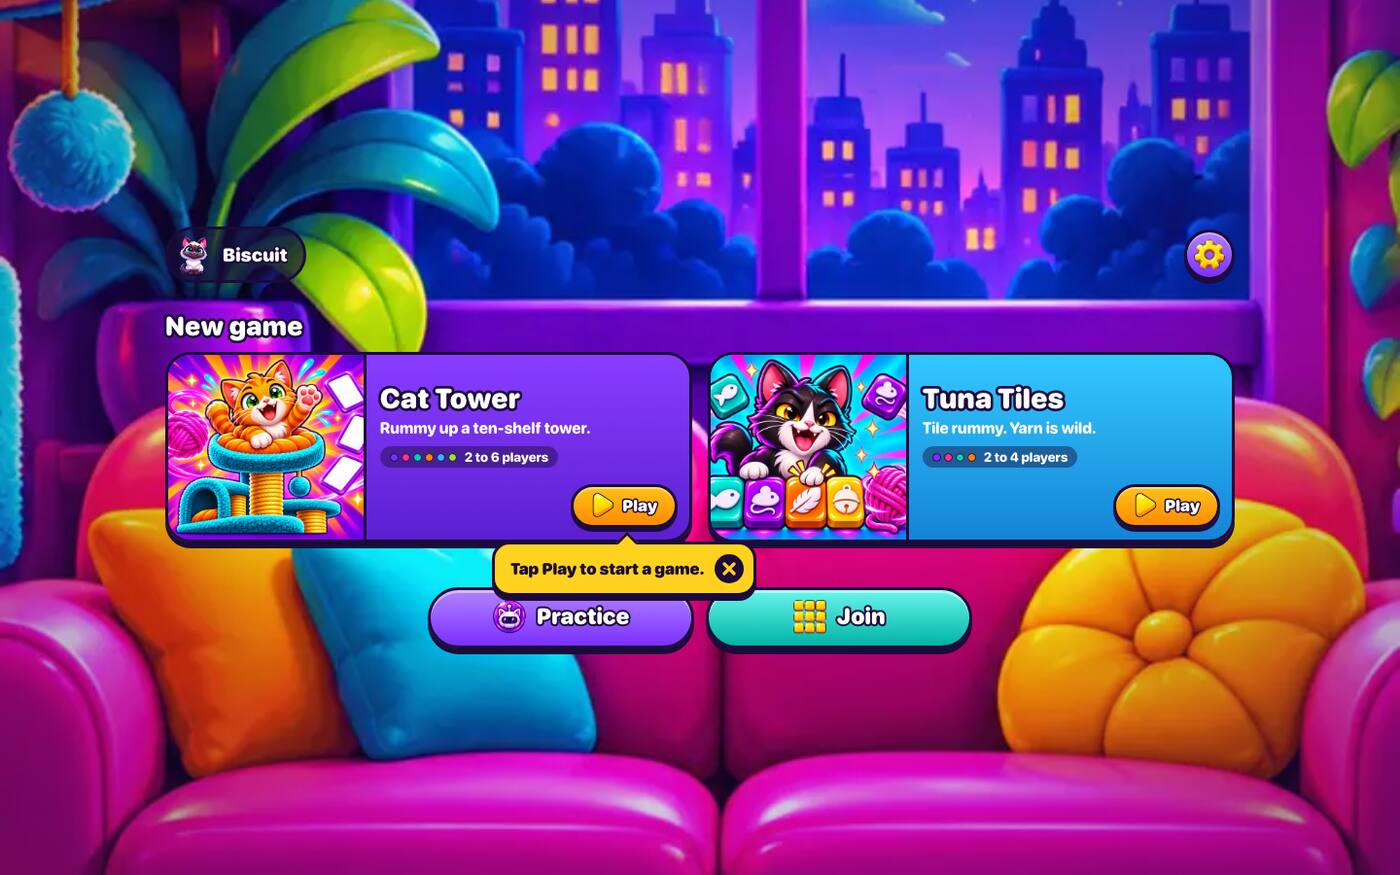 Biscuit
New game
Cat Tower
Rummy up a ten-shelf tower.
2 to 6 players
Play
Tuna Tiles
Tile rummy. Yarn is wild.
2 to 4 players
Play
Tap Play to start a game.
Practice
Join